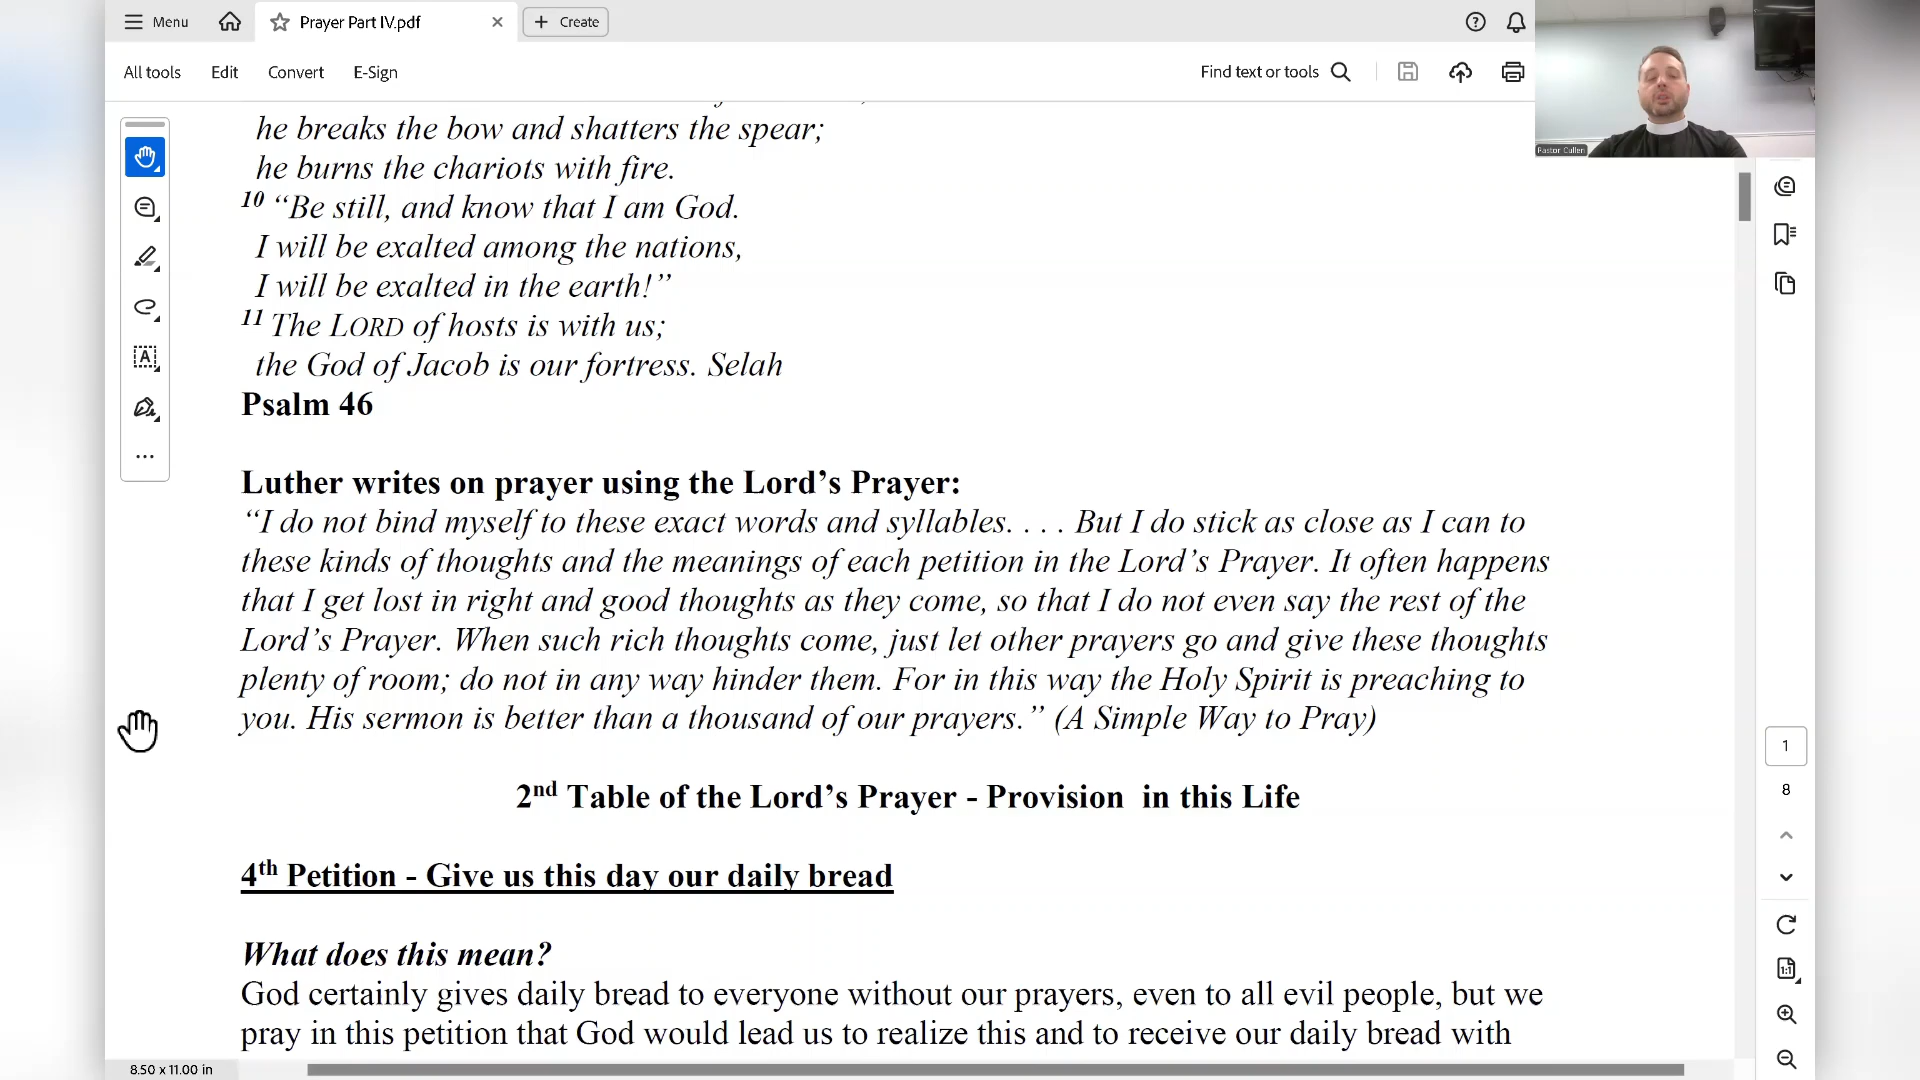 Menu
Prayer Part IV.pdf
Create
All tools
Edit
Convert
E-Sign
Find text or tools
Pastor Cullen
he breaks the bow and shatters the spear;
he burns the chariots with fire.
10 “Be still, and know that I am God.
I will be exalted among the nations,
I will be exalted in the earth!”
11 The LORD of hosts is with us;
the God of Jacob is our fortress. Selah
Psalm 46
Luther writes on prayer using the Lord’s Prayer:
“I do not bind myself to these exact words and syllables. . . . But I do stick as close as I can to
these kinds of thoughts and the meanings of each petition in the Lord’s Prayer. It often happens
that I get lost in right and good thoughts as they come, so that I do not even say the rest of the
Lord’s Prayer. When such rich thoughts come, just let other prayers go and give these thoughts
plenty of room; do not in any way hinder them. For in this way the Holy Spirit is preaching to
you. His sermon is better than a thousand of our prayers.” (A Simple Way to Pray)
2nd Table of the Lord’s Prayer - Provision in this Life
4th Petition - Give us this day our daily bread
What does this mean?
God certainly gives daily bread to everyone without our prayers, even to all evil people, but we
pray in this petition that God would lead us to realize this and to receive our daily bread with
1
8
8.50 x 11.00 in